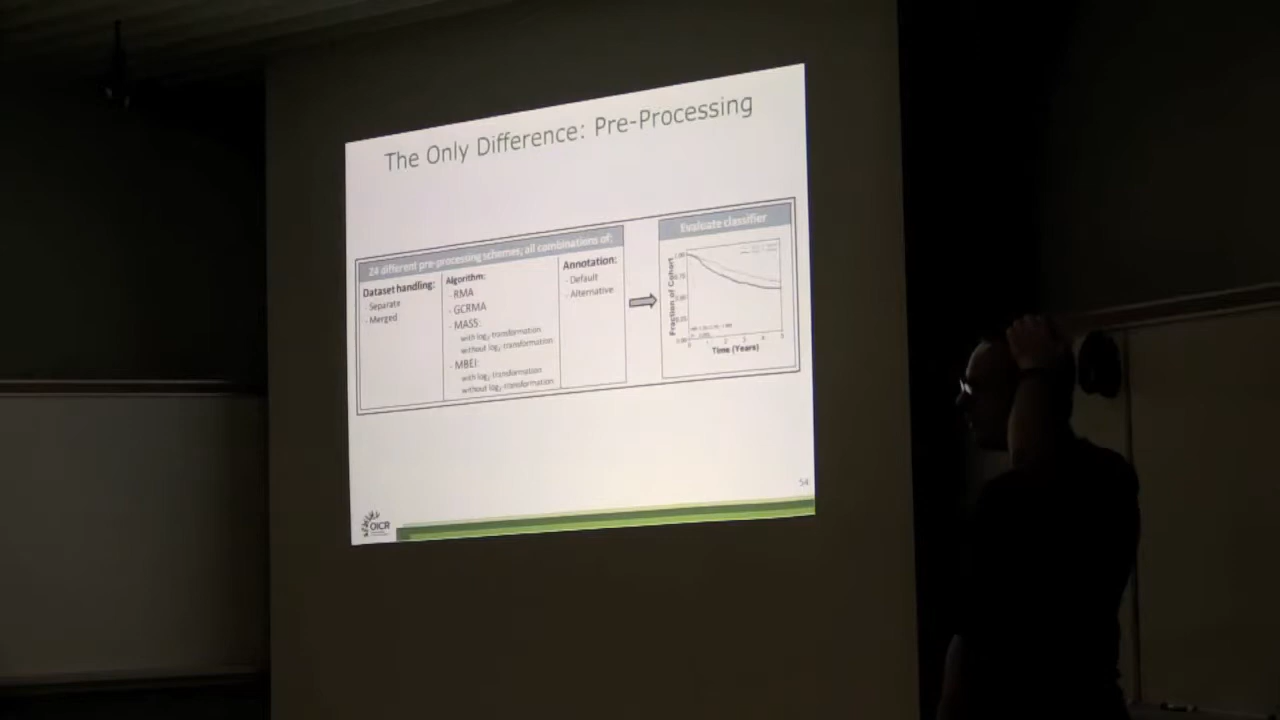 The Only Difference: Pre-Processing
24 different pre-processing schemes; all combinations of:
Dataset handling:
- Separate
- Merged
Algorithm:
- RMA
- GCRMA
- MAS5:
with log2 transformation
without log2 transformation
- MBEI:
with log2 transformation
without log2 transformation
Annotation:
- Default
- Alternative
Evaluate classifier
Fraction of Cohort
Time (Years)
54
OICR